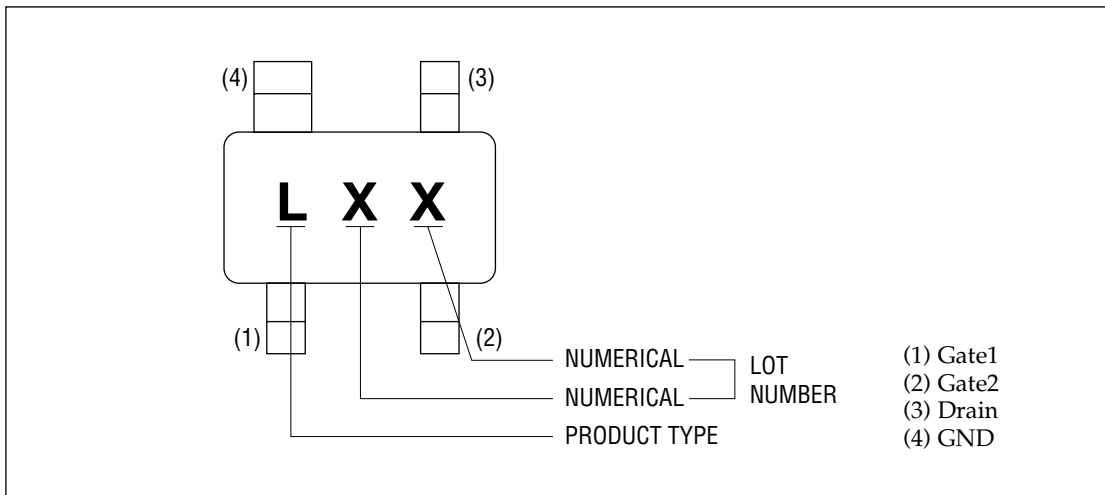 (4)
(3)
L X X
(1)
(2)
NUMERICAL
NUMERICAL
LOT
NUMBER
PRODUCT TYPE
(1) Gate1
(2) Gate2
(3) Drain
(4) GND